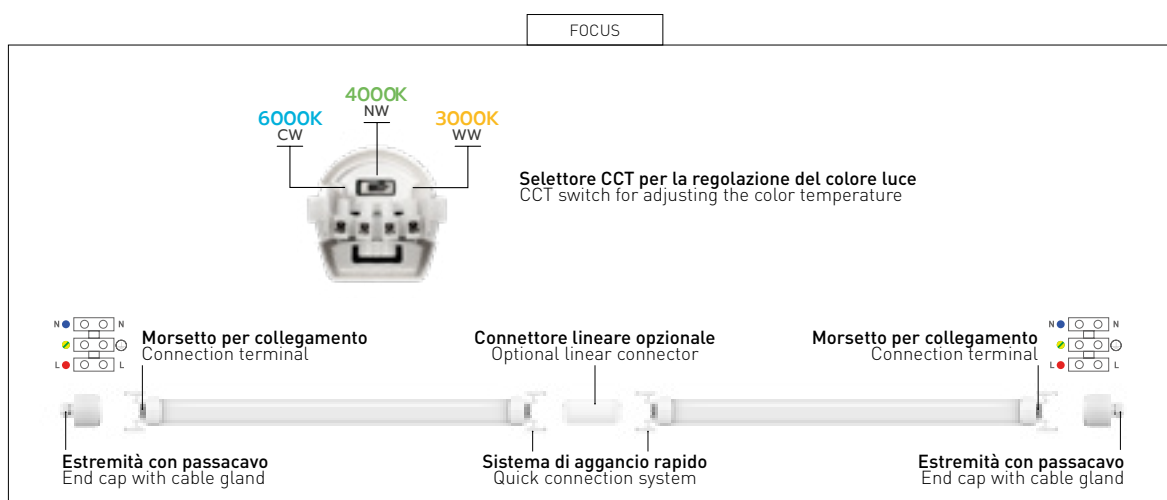 FOCUS
4000K
NW
6000K
CW
3000K
WW
Selettore CCT per la regolazione del colore luce
CCT switch for adjusting the color temperature
N N
L L
Morsetto per collegamento
Connection terminal
Connettore lineare opzionale
Optional linear connector
Morsetto per collegamento
Connection terminal
N N
L L
Estremità con passacavo
End cap with cable gland
Sistema di aggancio rapido
Quick connection system
Estremità con passacavo
End cap with cable gland